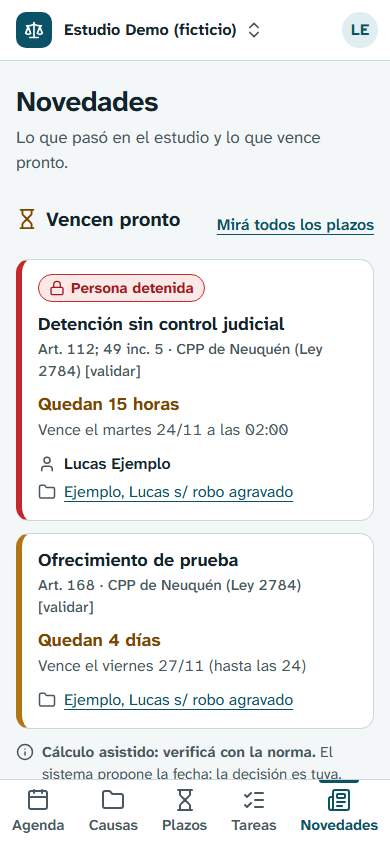 Estudio Demo (ficticio)
LE
Novedades
Lo que pasó en el estudio y lo que vence
pronto.
Vencen pronto
Mirá todos los plazos
Persona detenida
Detención sin control judicial
Art. 112; 49 inc. 5 · CPP de Neuquén (Ley
2784) [validar]
Quedan 15 horas
Vence el martes 24/11 a las 02:00
Lucas Ejemplo
Ejemplo, Lucas s/ robo agravado
Ofrecimiento de prueba
Art. 168 · CPP de Neuquén (Ley 2784)
[validar]
Quedan 4 días
Vence el viernes 27/11 (hasta las 24)
Ejemplo, Lucas s/ robo agravado
Cálculo asistido: verificá con la norma. El
sistema propone la fecha; la decisión es tuya.
Agenda
Causas
Plazos
Tareas
Novedades